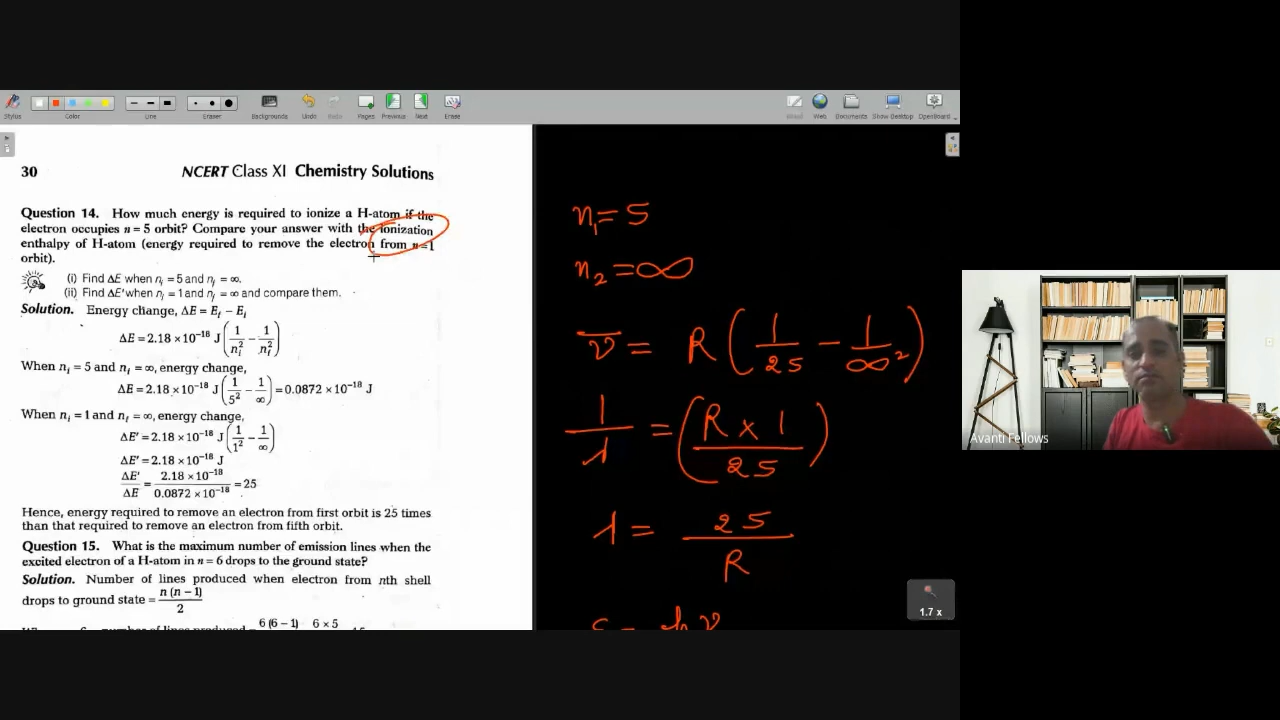 Stylus
Color
Line
Eraser
Backgrounds
Undo
Redo
Pages
Previous
Next
Erase
Board
Web
Documents
Show Desktop
OpenBoard
30
NCERT Class XI Chemistry Solutions
Question 14. How much energy is required to ionize a H-atom if the
electron occupies n = 5 orbit? Compare your answer with the ionization
enthalpy of H-atom (energy required to remove the electron from n = 1
orbit).
(i) Find ΔE when nᵢ = 5 and n_f = ∞.
(ii) Find ΔE′ when nᵢ = 1 and n_f = ∞ and compare them.
Solution. Energy change, ΔE = E_f − Eᵢ
ΔE = 2.18 × 10⁻¹⁸ J (1/nᵢ² − 1/n_f²)
When nᵢ = 5 and n_f = ∞, energy change,
ΔE = 2.18 × 10⁻¹⁸ J (1/5² − 1/∞) = 0.0872 × 10⁻¹⁸ J
When nᵢ = 1 and n_f = ∞, energy change,
ΔE′ = 2.18 × 10⁻¹⁸ J (1/1² − 1/∞)
ΔE′ = 2.18 × 10⁻¹⁸ J
ΔE′/ΔE = 2.18 × 10⁻¹⁸/0.0872 × 10⁻¹⁸ = 25
Hence, energy required to remove an electron from first orbit is 25 times
than that required to remove an electron from fifth orbit.
Question 15. What is the maximum number of emission lines when the
excited electron of a H-atom in n = 6 drops to the ground state?
Solution. Number of lines produced when electron from nth shell
drops to ground state = n (n − 1)/2
6 (6 − 1) 6 × 5
n₁ = 5
n₂ = ∞
ν̅ = R (1/25 − 1/∞²)
1/λ = (R × 1/25)
λ = 25/R
1.7 x
Avanti Fellows